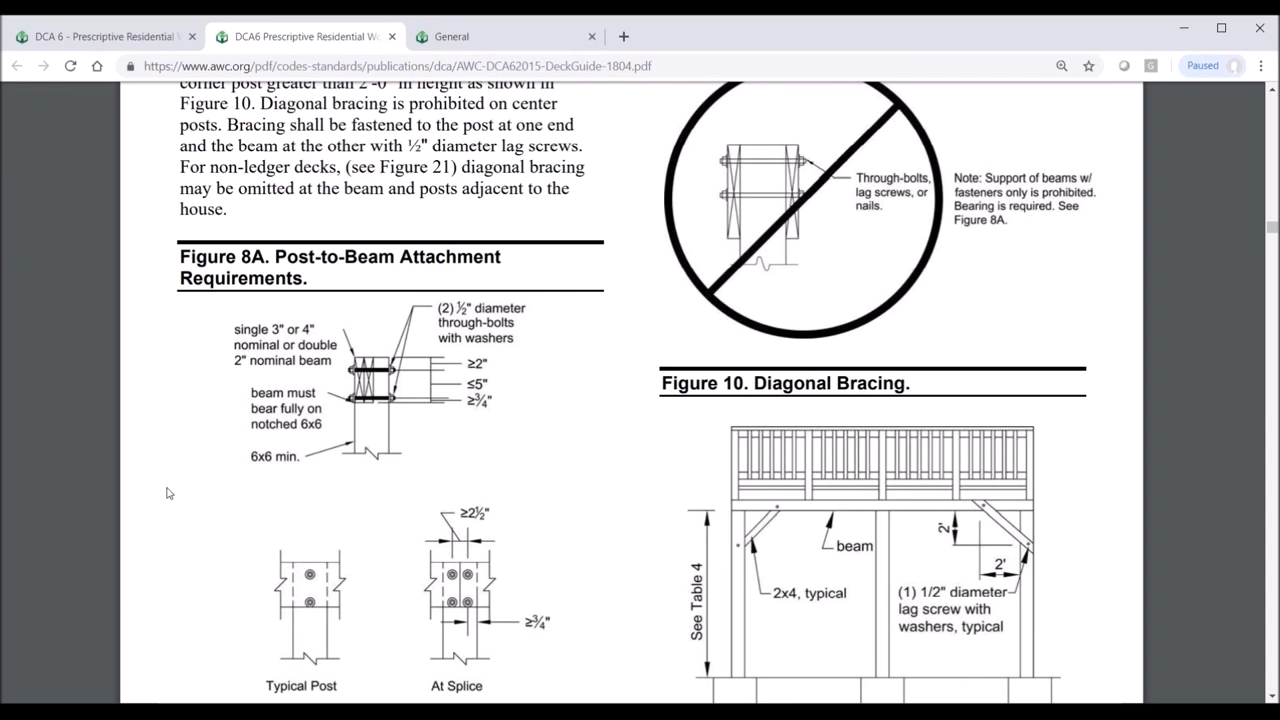 DCA 6 - Prescriptive Residential
DCA6 Prescriptive Residential Wo
General
https://www.awc.org/pdf/codes-standards/publications/dca/AWC-DCA62015-DeckGuide-1804.pdf
Paused
corner post greater than 2'-0" in height as shown in
Figure 10. Diagonal bracing is prohibited on center
posts. Bracing shall be fastened to the post at one end
and the beam at the other with ½" diameter lag screws.
For non-ledger decks, (see Figure 21) diagonal bracing
may be omitted at the beam and posts adjacent to the
house.
Figure 8A. Post-to-Beam Attachment
Requirements.
single 3" or 4"
nominal or double
2" nominal beam
(2) ½" diameter
through-bolts
with washers
≥2"
≤5"
≥¾"
beam must
bear fully on
notched 6x6
6x6 min.
≥2½"
≥¾"
Typical Post
At Splice
Through-bolts,
lag screws, or
nails.
Note: Support of beams w/
fasteners only is prohibited.
Bearing is required. See
Figure 8A.
Figure 10. Diagonal Bracing.
See Table 4
beam
2'
2'
2x4, typical
(1) 1/2" diameter
lag screw with
washers, typical